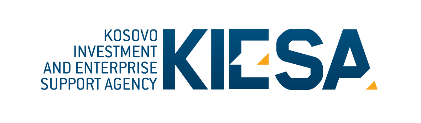 KOSOVO
INVESTMENT
AND ENTERPRISE
SUPPORT AGENCY
KIESA